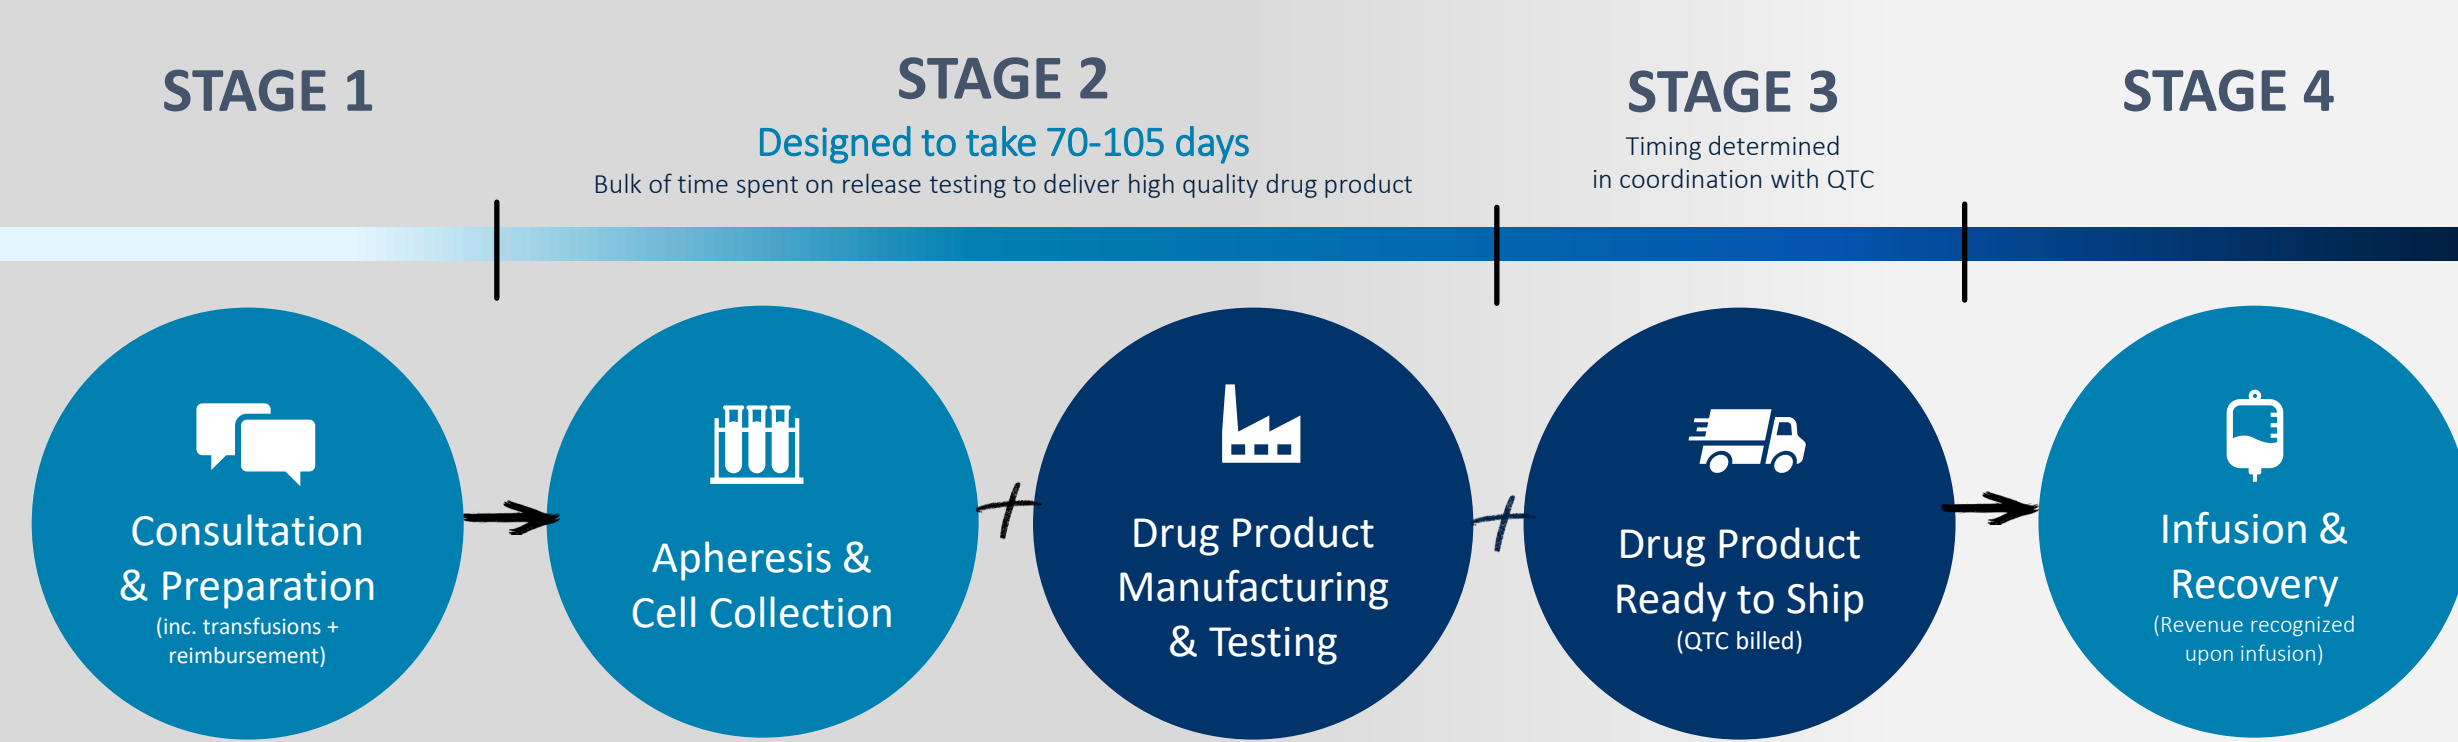 STAGE 1
STAGE 2
Designed to take 70-105 days
Bulk of time spent on release testing to deliver high quality drug product
STAGE 3
Timing determined
in coordination with QTC
STAGE 4
Consultation
& Preparation
(inc. transfusions +
reimbursement)
Apheresis &
Cell Collection
Drug Product
Manufacturing
& Testing
Drug Product
Ready to Ship
(QTC billed)
Infusion &
Recovery
(Revenue recognized
upon infusion)